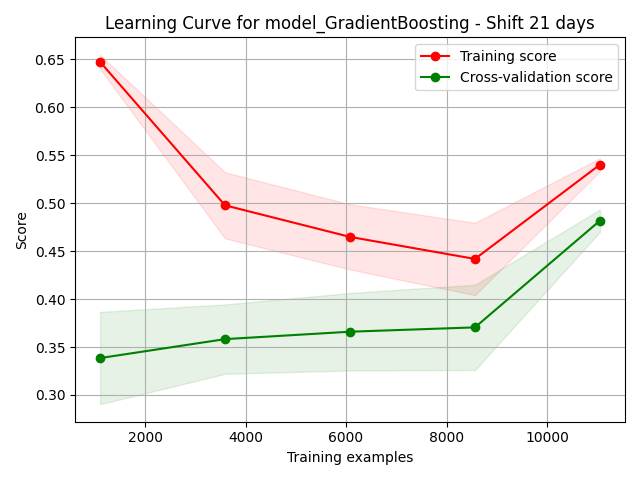 Learning Curve for model_GradientBoosting - Shift 21 days
Training score
Cross-validation score
Score
0.65
0.60
0.55
0.50
0.45
0.40
0.35
0.30
2000 4000 6000 8000 10000
Training examples